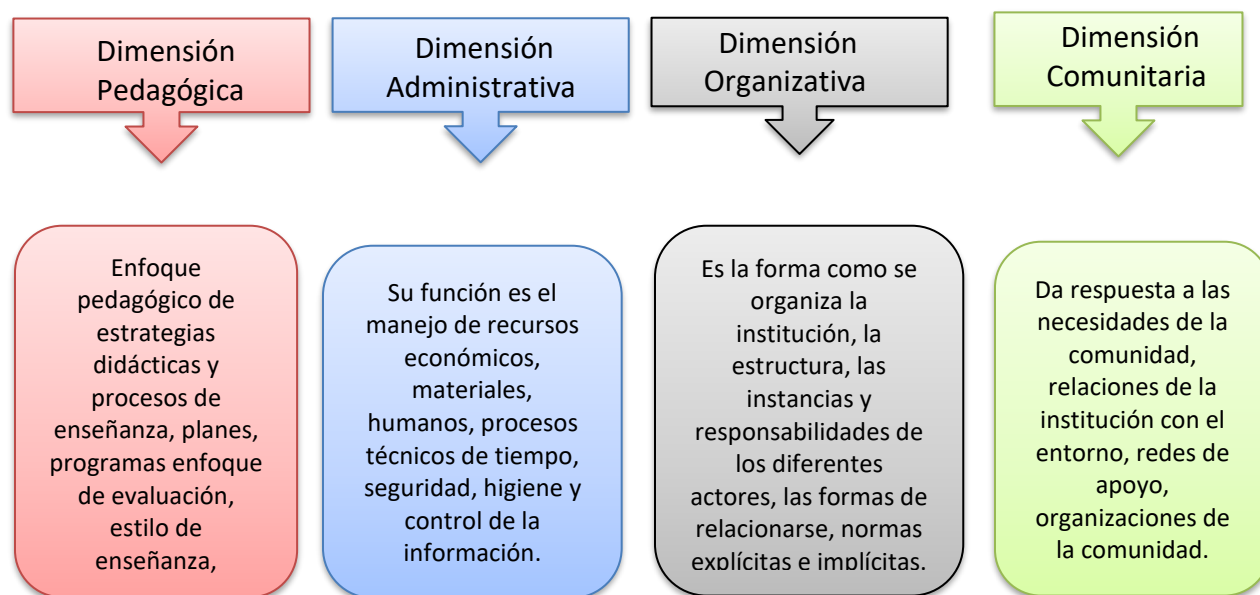 Dimensión
Pedagógica
Dimensión
Administrativa
Dimensión
Organizativa
Dimensión
Comunitaria
Enfoque
pedagógico de
estrategias
didácticas y
procesos de
enseñanza, planes,
programas enfoque
de evaluación,
estilo de
enseñanza,
Su función es el
manejo de recursos
económicos,
materiales,
humanos, procesos
técnicos de tiempo,
seguridad, higiene y
control de la
información.
Es la forma como se
organiza la
institución, la
estructura, las
instancias y
responsabilidades de
los diferentes
actores, las formas de
relacionarse, normas
explícitas e implícitas.
Da respuesta a las
necesidades de la
comunidad,
relaciones de la
institución con el
entorno, redes de
apoyo,
organizaciones de
la comunidad.